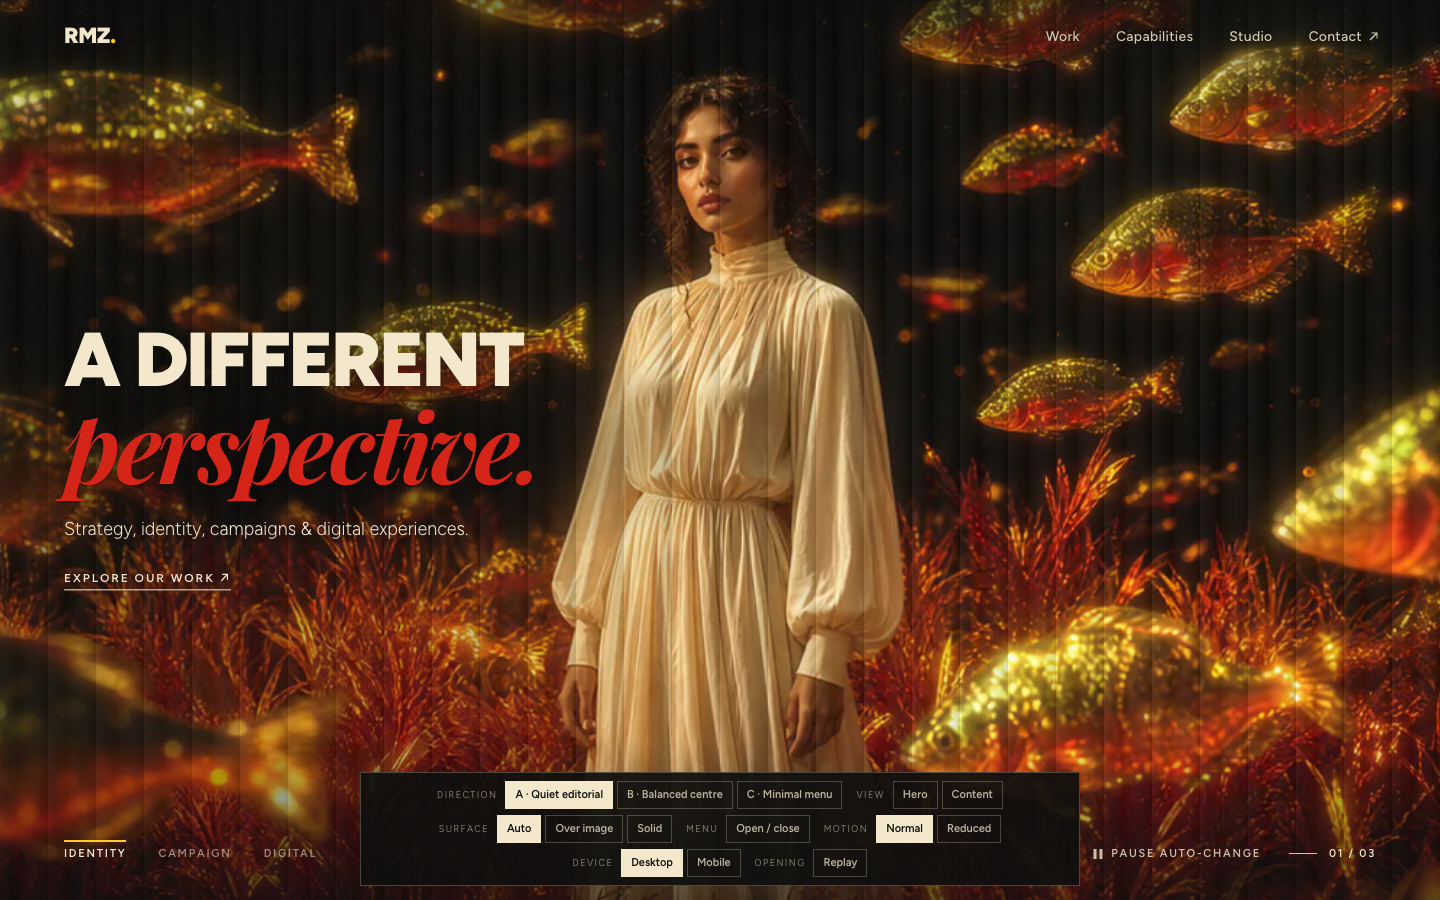 RMZ.
Work Capabilities Studio Contact ↗
A DIFFERENT
perspective.
Strategy, identity, campaigns & digital experiences.
EXPLORE OUR WORK ↗
DIRECTION A · Quiet editorial B · Balanced centre C · Minimal menu VIEW Hero Content
SURFACE Auto Over image Solid MENU Open / close MOTION Normal Reduced
DEVICE Desktop Mobile OPENING Replay
IDENTITY CAMPAIGN DIGITAL
PAUSE AUTO-CHANGE 01 / 03